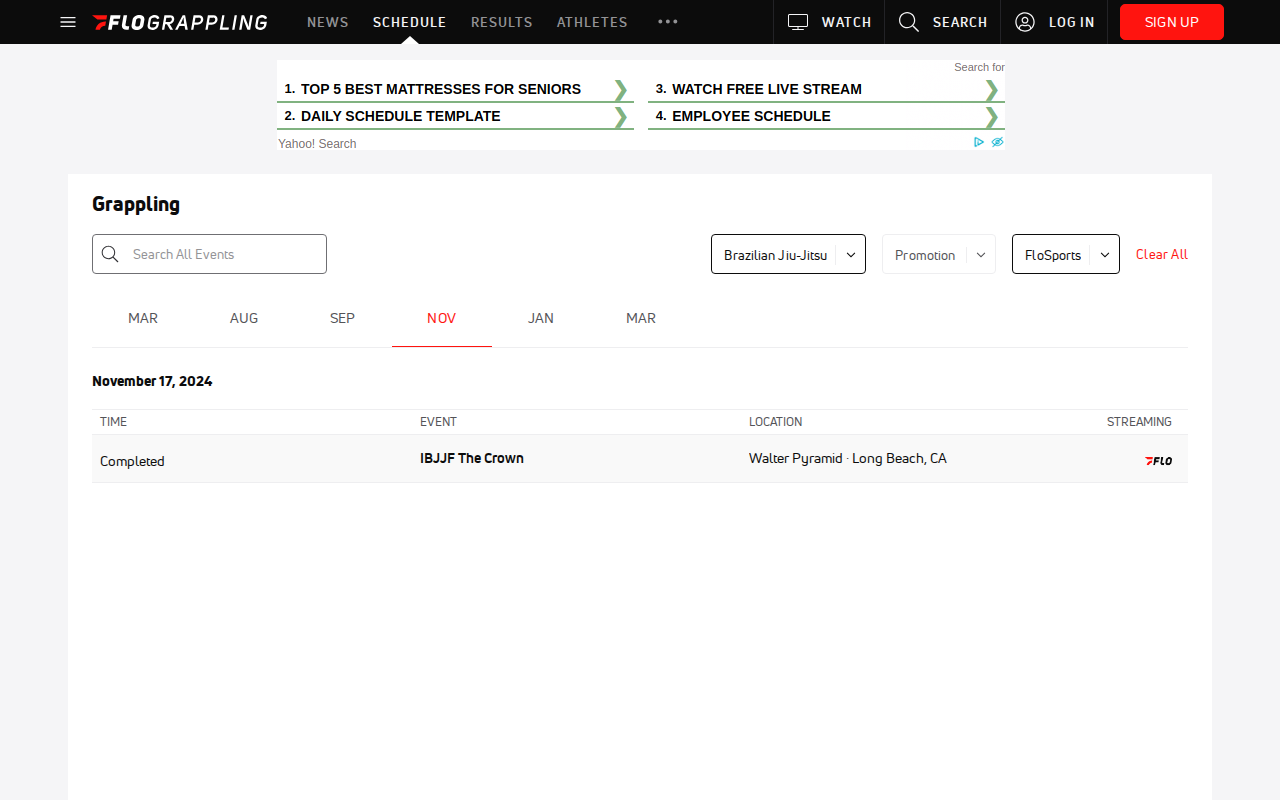 FLOGRAPPLING NEWS SCHEDULE RESULTS ATHLETES ••• WATCH SEARCH LOG IN SIGN UP
Search for
1. TOP 5 BEST MATTRESSES FOR SENIORS
2. DAILY SCHEDULE TEMPLATE
3. WATCH FREE LIVE STREAM
4. EMPLOYEE SCHEDULE
Yahoo! Search
Grappling
Search All Events Brazilian Jiu-Jitsu Promotion FloSports Clear All
MAR AUG SEP NOV JAN MAR
November 17, 2024
TIME EVENT LOCATION STREAMING
Completed IBJJF The Crown Walter Pyramid · Long Beach, CA FLO